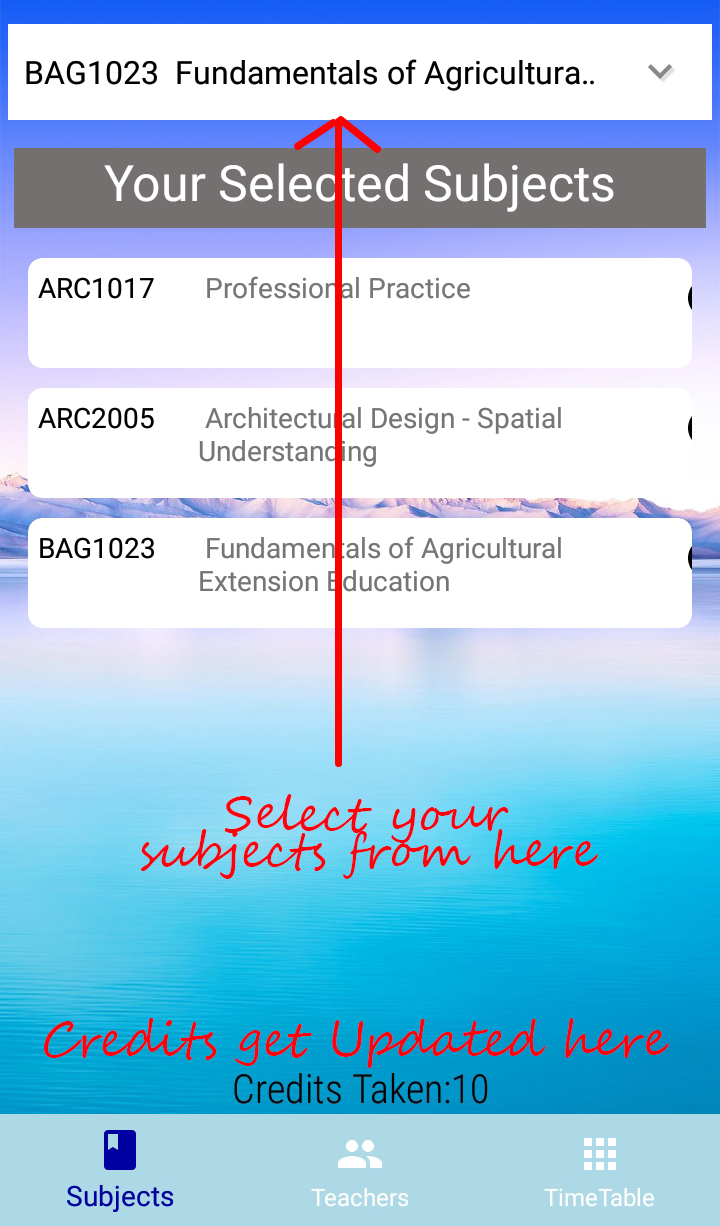 BAG1023 Fundamentals of Agricultura..
Your Selected Subjects
ARC1017 Professional Practice
ARC2005 Architectural Design - Spatial
Understanding
BAG1023 Fundamentals of Agricultural
Extension Education
Select your
subjects from here
Credits get Updated here
Credits Taken:10
Subjects Teachers TimeTable